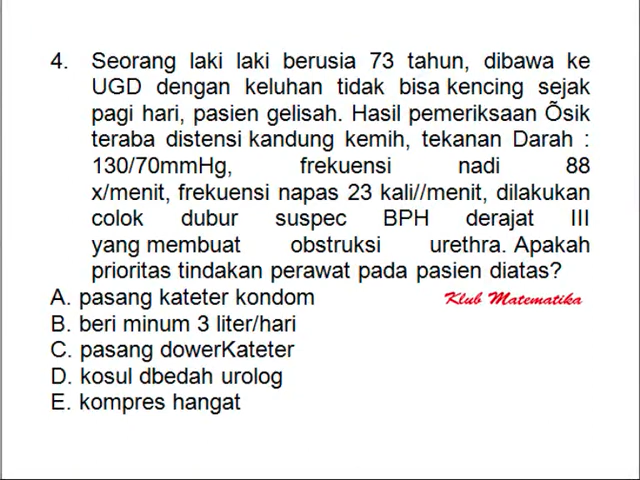 4. Seorang laki laki berusia 73 tahun, dibawa ke
UGD dengan keluhan tidak bisa kencing sejak
pagi hari, pasien gelisah. Hasil pemeriksaan Õsik
teraba distensi kandung kemih, tekanan Darah :
130/70mmHg, frekuensi nadi 88
x/menit, frekuensi napas 23 kali//menit, dilakukan
colok dubur suspec BPH derajat III
yang membuat obstruksi urethra. Apakah
prioritas tindakan perawat pada pasien diatas?
A. pasang kateter kondom
Klub Matematika
B. beri minum 3 liter/hari
C. pasang dowerKateter
D. kosul dbedah urolog
E. kompres hangat